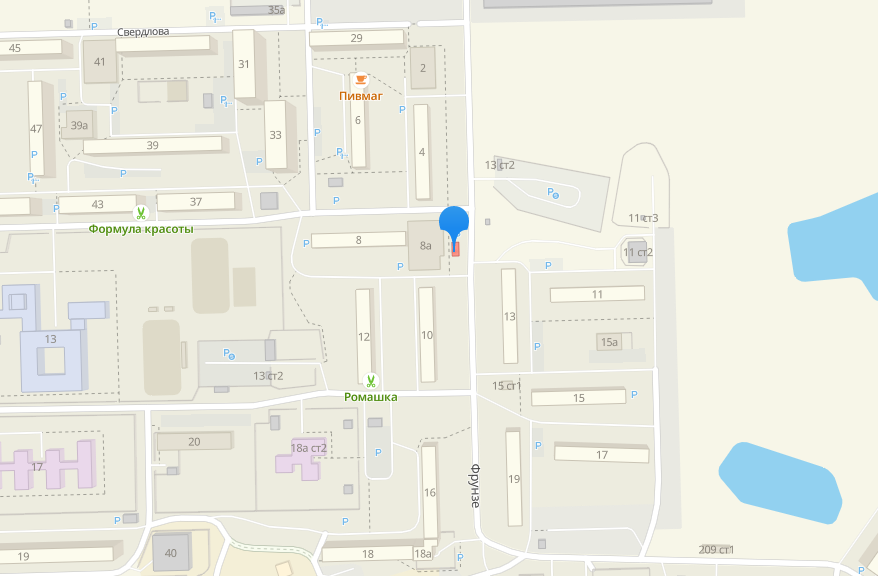 35а
P
P
P
Свердлова
45
29
41
31
2
Пивмаг
P
P
P
P
P
6
47
39а
33
P
39
4
P
P
P
13 ст2
P
P
P
43
37
P
P
11 ст3
Формула красоты
P
8
8а
11 ст2
P
P
11
13
13
12
10
15а
P
P
13 ст2
15 ст1
P
Ромашка
15
20
18а ст2
P
P
17
17
Фрунзе
19
16
P
P
209 ст1
19
40
18
18а
P
P